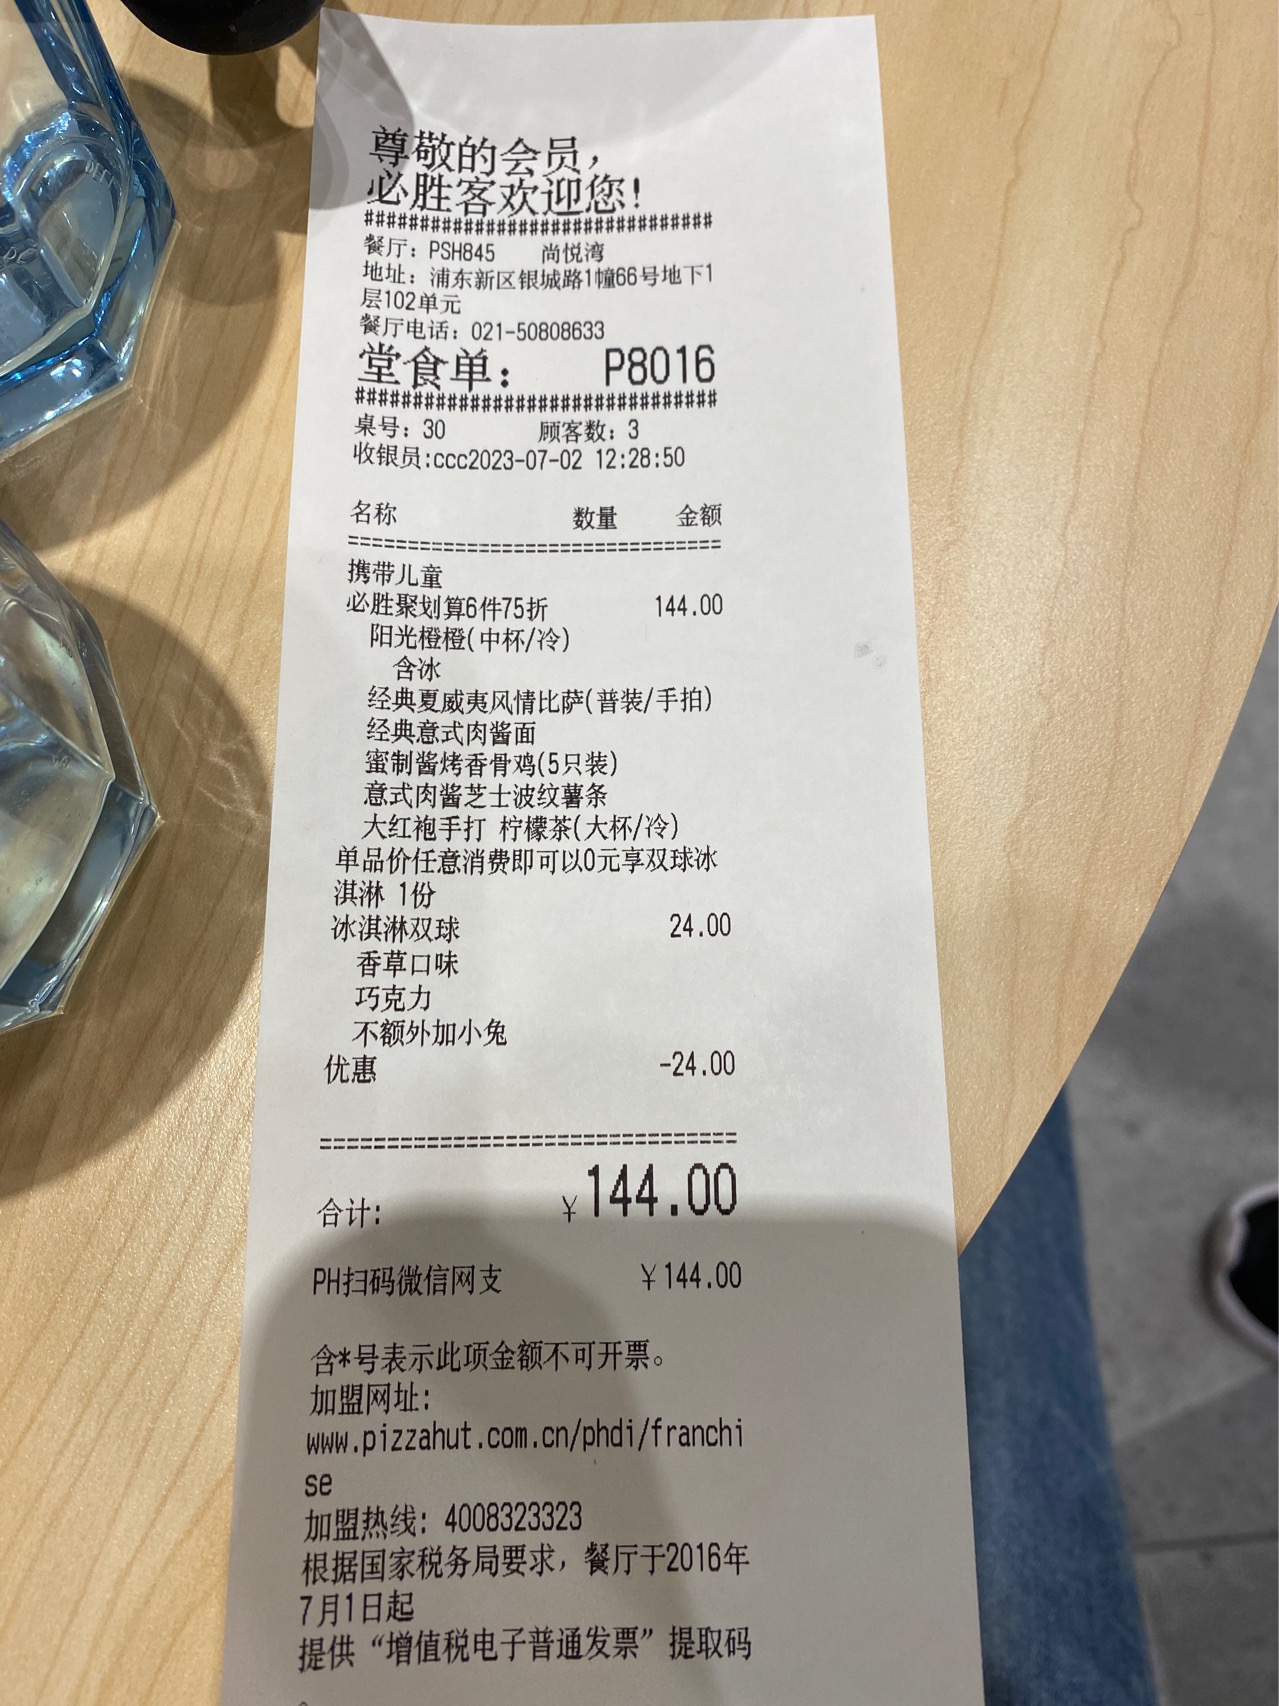 尊敬的会员，
必胜客欢迎您！
###############################
餐厅：PSH845 尚悦湾
地址：浦东新区银城路1幢66号地下1
层102单元
餐厅电话：021-50808633
堂食单： P8016
###############################
桌号：30 顾客数：3
收银员:ccc2023-07-02 12:28:50
名称 数量 金额
===============================
携带儿童
必胜聚划算6件75折 144.00
阳光橙橙(中杯/冷)
含冰
经典夏威夷风情比萨(普装/手拍)
经典意式肉酱面
蜜制酱烤香骨鸡(5只装)
意式肉酱芝士波纹薯条
大红袍手打 柠檬茶(大杯/冷)
单品价任意消费即可以0元享双球冰
淇淋 1份
冰淇淋双球 24.00
香草口味
巧克力
不额外加小兔
优惠 -24.00
===============================
合计: ¥144.00
PH扫码微信网支 ¥144.00
含*号表示此项金额不可开票。
加盟网址:
www.pizzahut.com.cn/phdi/franchi
se
加盟热线: 4008323323
根据国家税务局要求，餐厅于2016年
7月1日起
提供“增值税电子普通发票”提取码